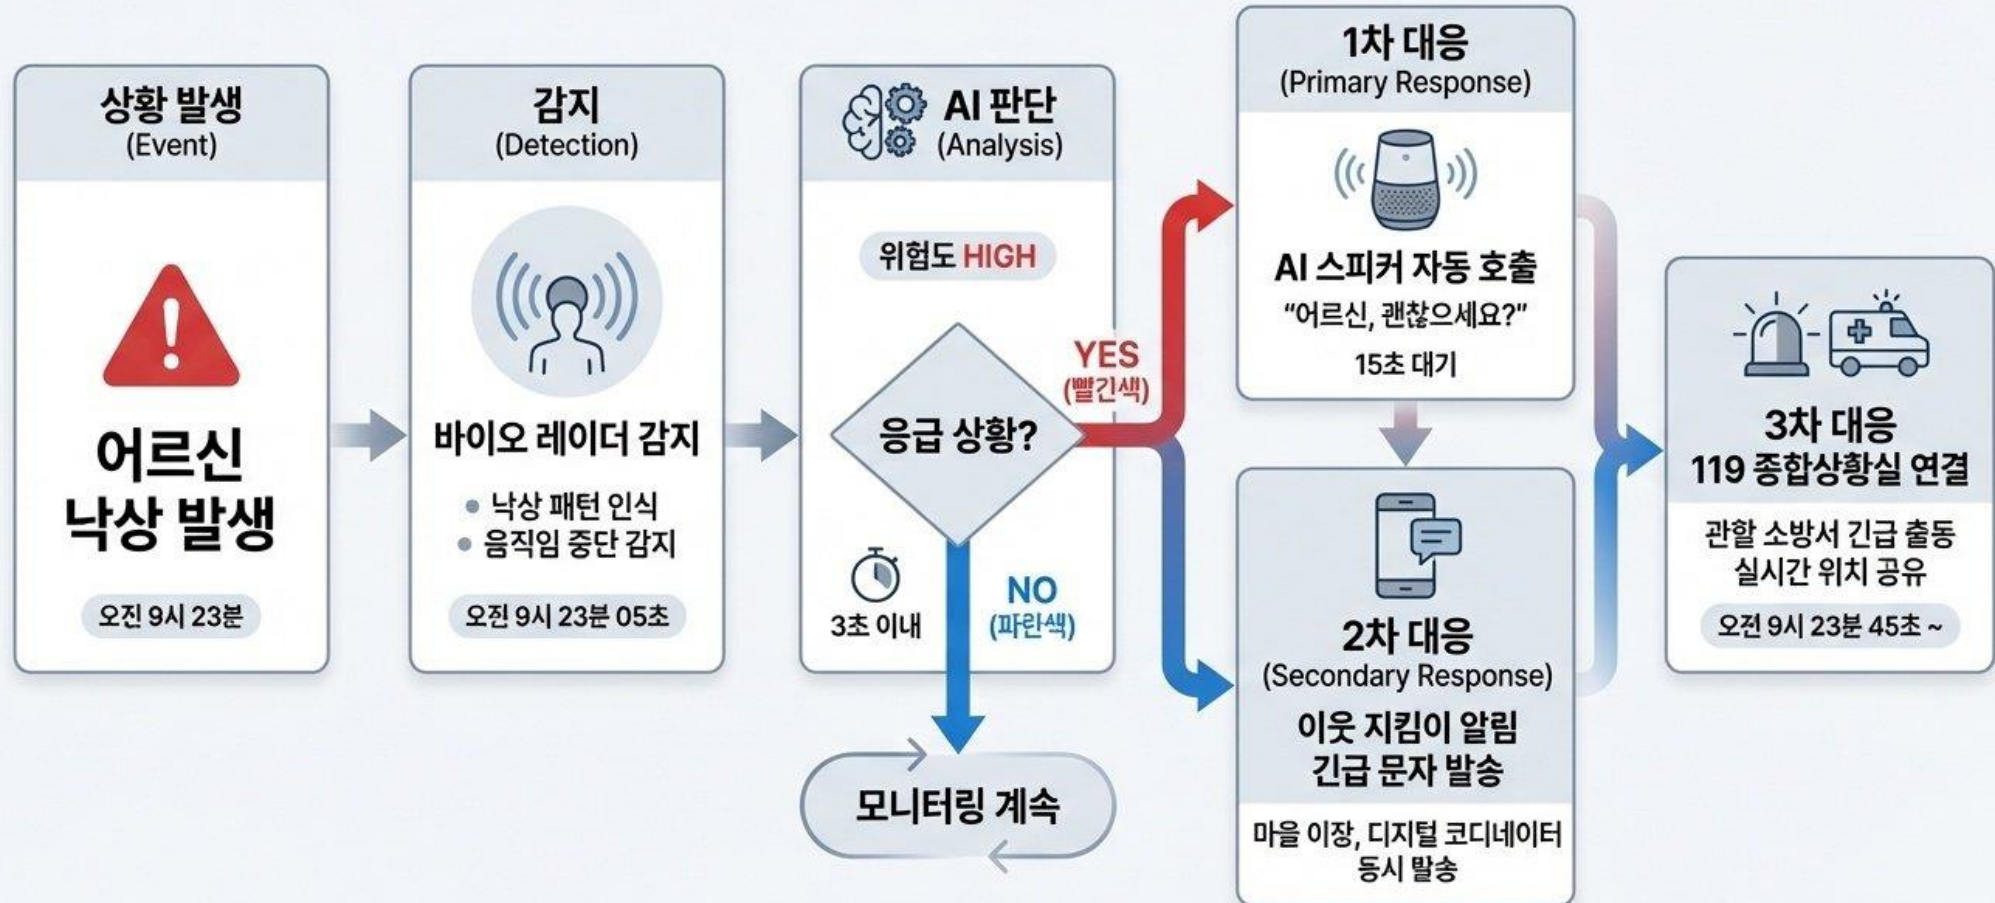 상황 발생
(Event)
어르신
낙상 발생
오전 9시 23분
감지
(Detection)
바이오 레이더 감지
• 낙상 패턴 인식
• 움직임 중단 감지
오전 9시 23분 05초
AI 판단
(Analysis)
위험도 HIGH
응급 상황?
3초 이내
YES
(빨간색)
NO
(파란색)
모니터링 계속
1차 대응
(Primary Response)
AI 스피커 자동 호출
“어르신, 괜찮으세요?”
15초 대기
2차 대응
(Secondary Response)
이웃 지킴이 알림
긴급 문자 발송
마을 이장, 디지털 코디네이터
동시 발송
3차 대응
119 종합상황실 연결
관할 소방서 긴급 출동
실시간 위치 공유
오전 9시 23분 45초 ~